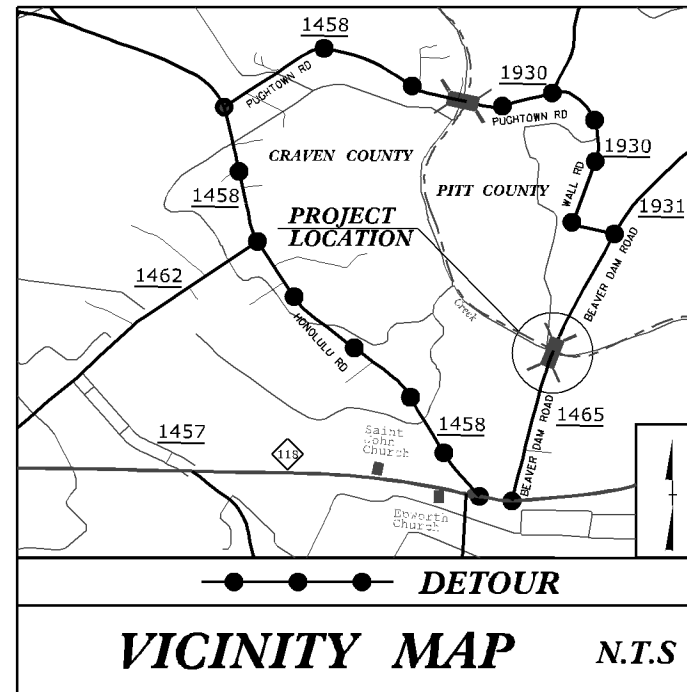 1458
1930
PUGHTOWN RD
PUGHTOWN RD
CRAVEN COUNTY
1930
PITT COUNTY
WALL RD
1458
1931
PROJECT
LOCATION
BEAVER DAM ROAD
1462
Creek
HONOLULU RD
1465
BEAVER DAM ROAD
1457
1458
Saint
John
Church
118
Epworth
Church
DETOUR
VICINITY MAP N.T.S